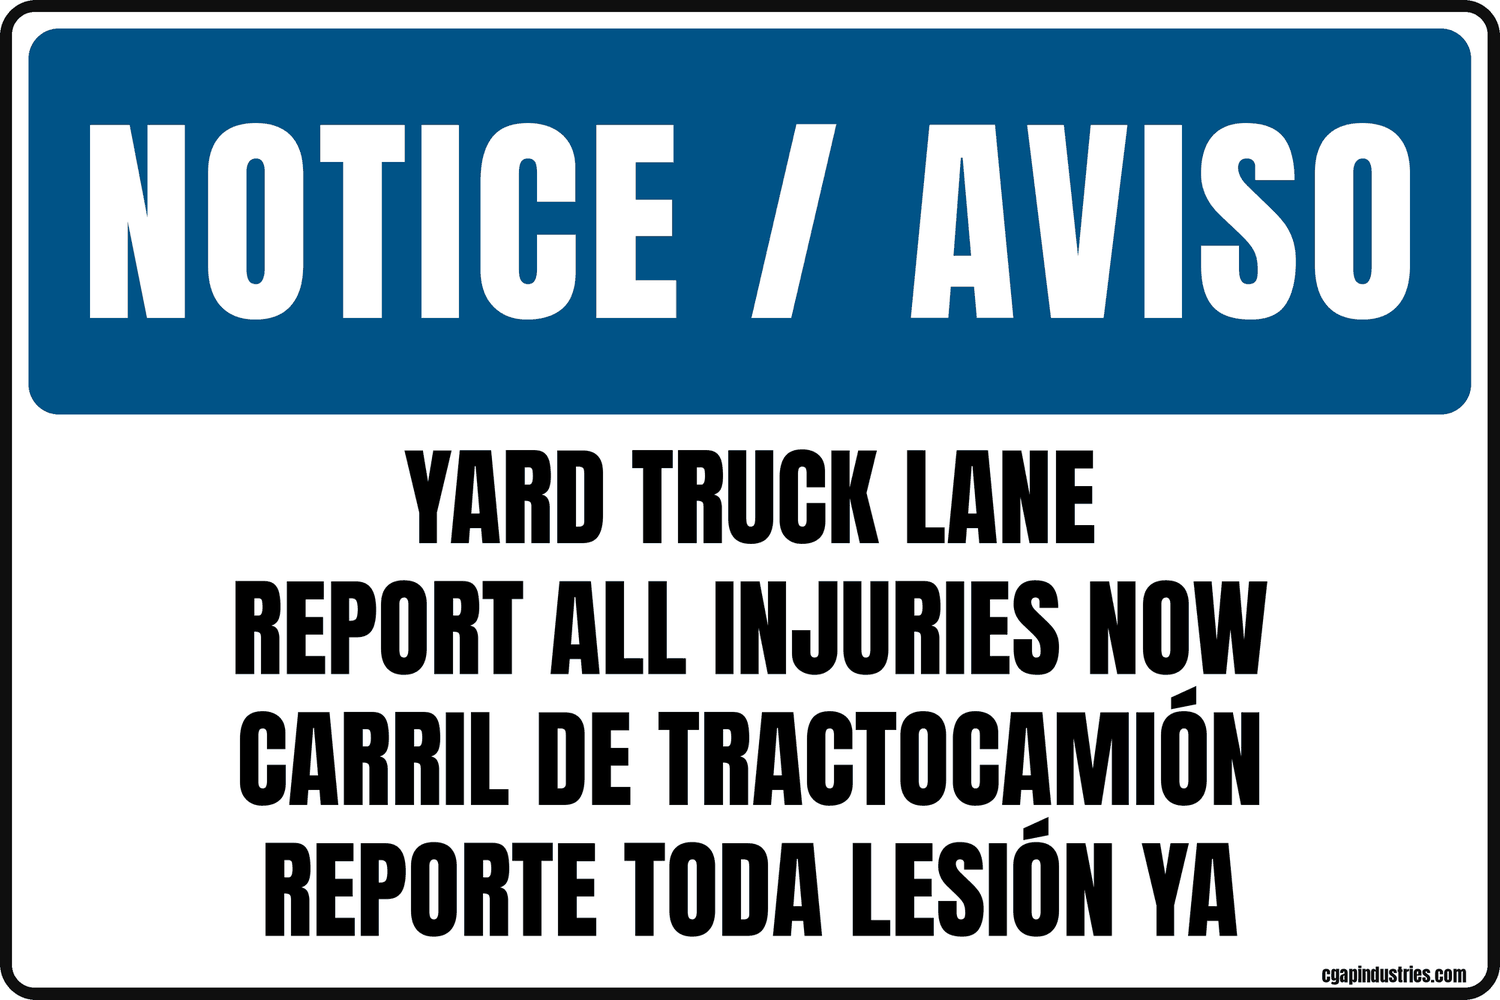 NOTICE / AVISO
YARD TRUCK LANE
REPORT ALL INJURIES NOW
CARRIL DE TRACTOCAMIÓN
REPORTE TODA LESIÓN YA
cgapindustries.com